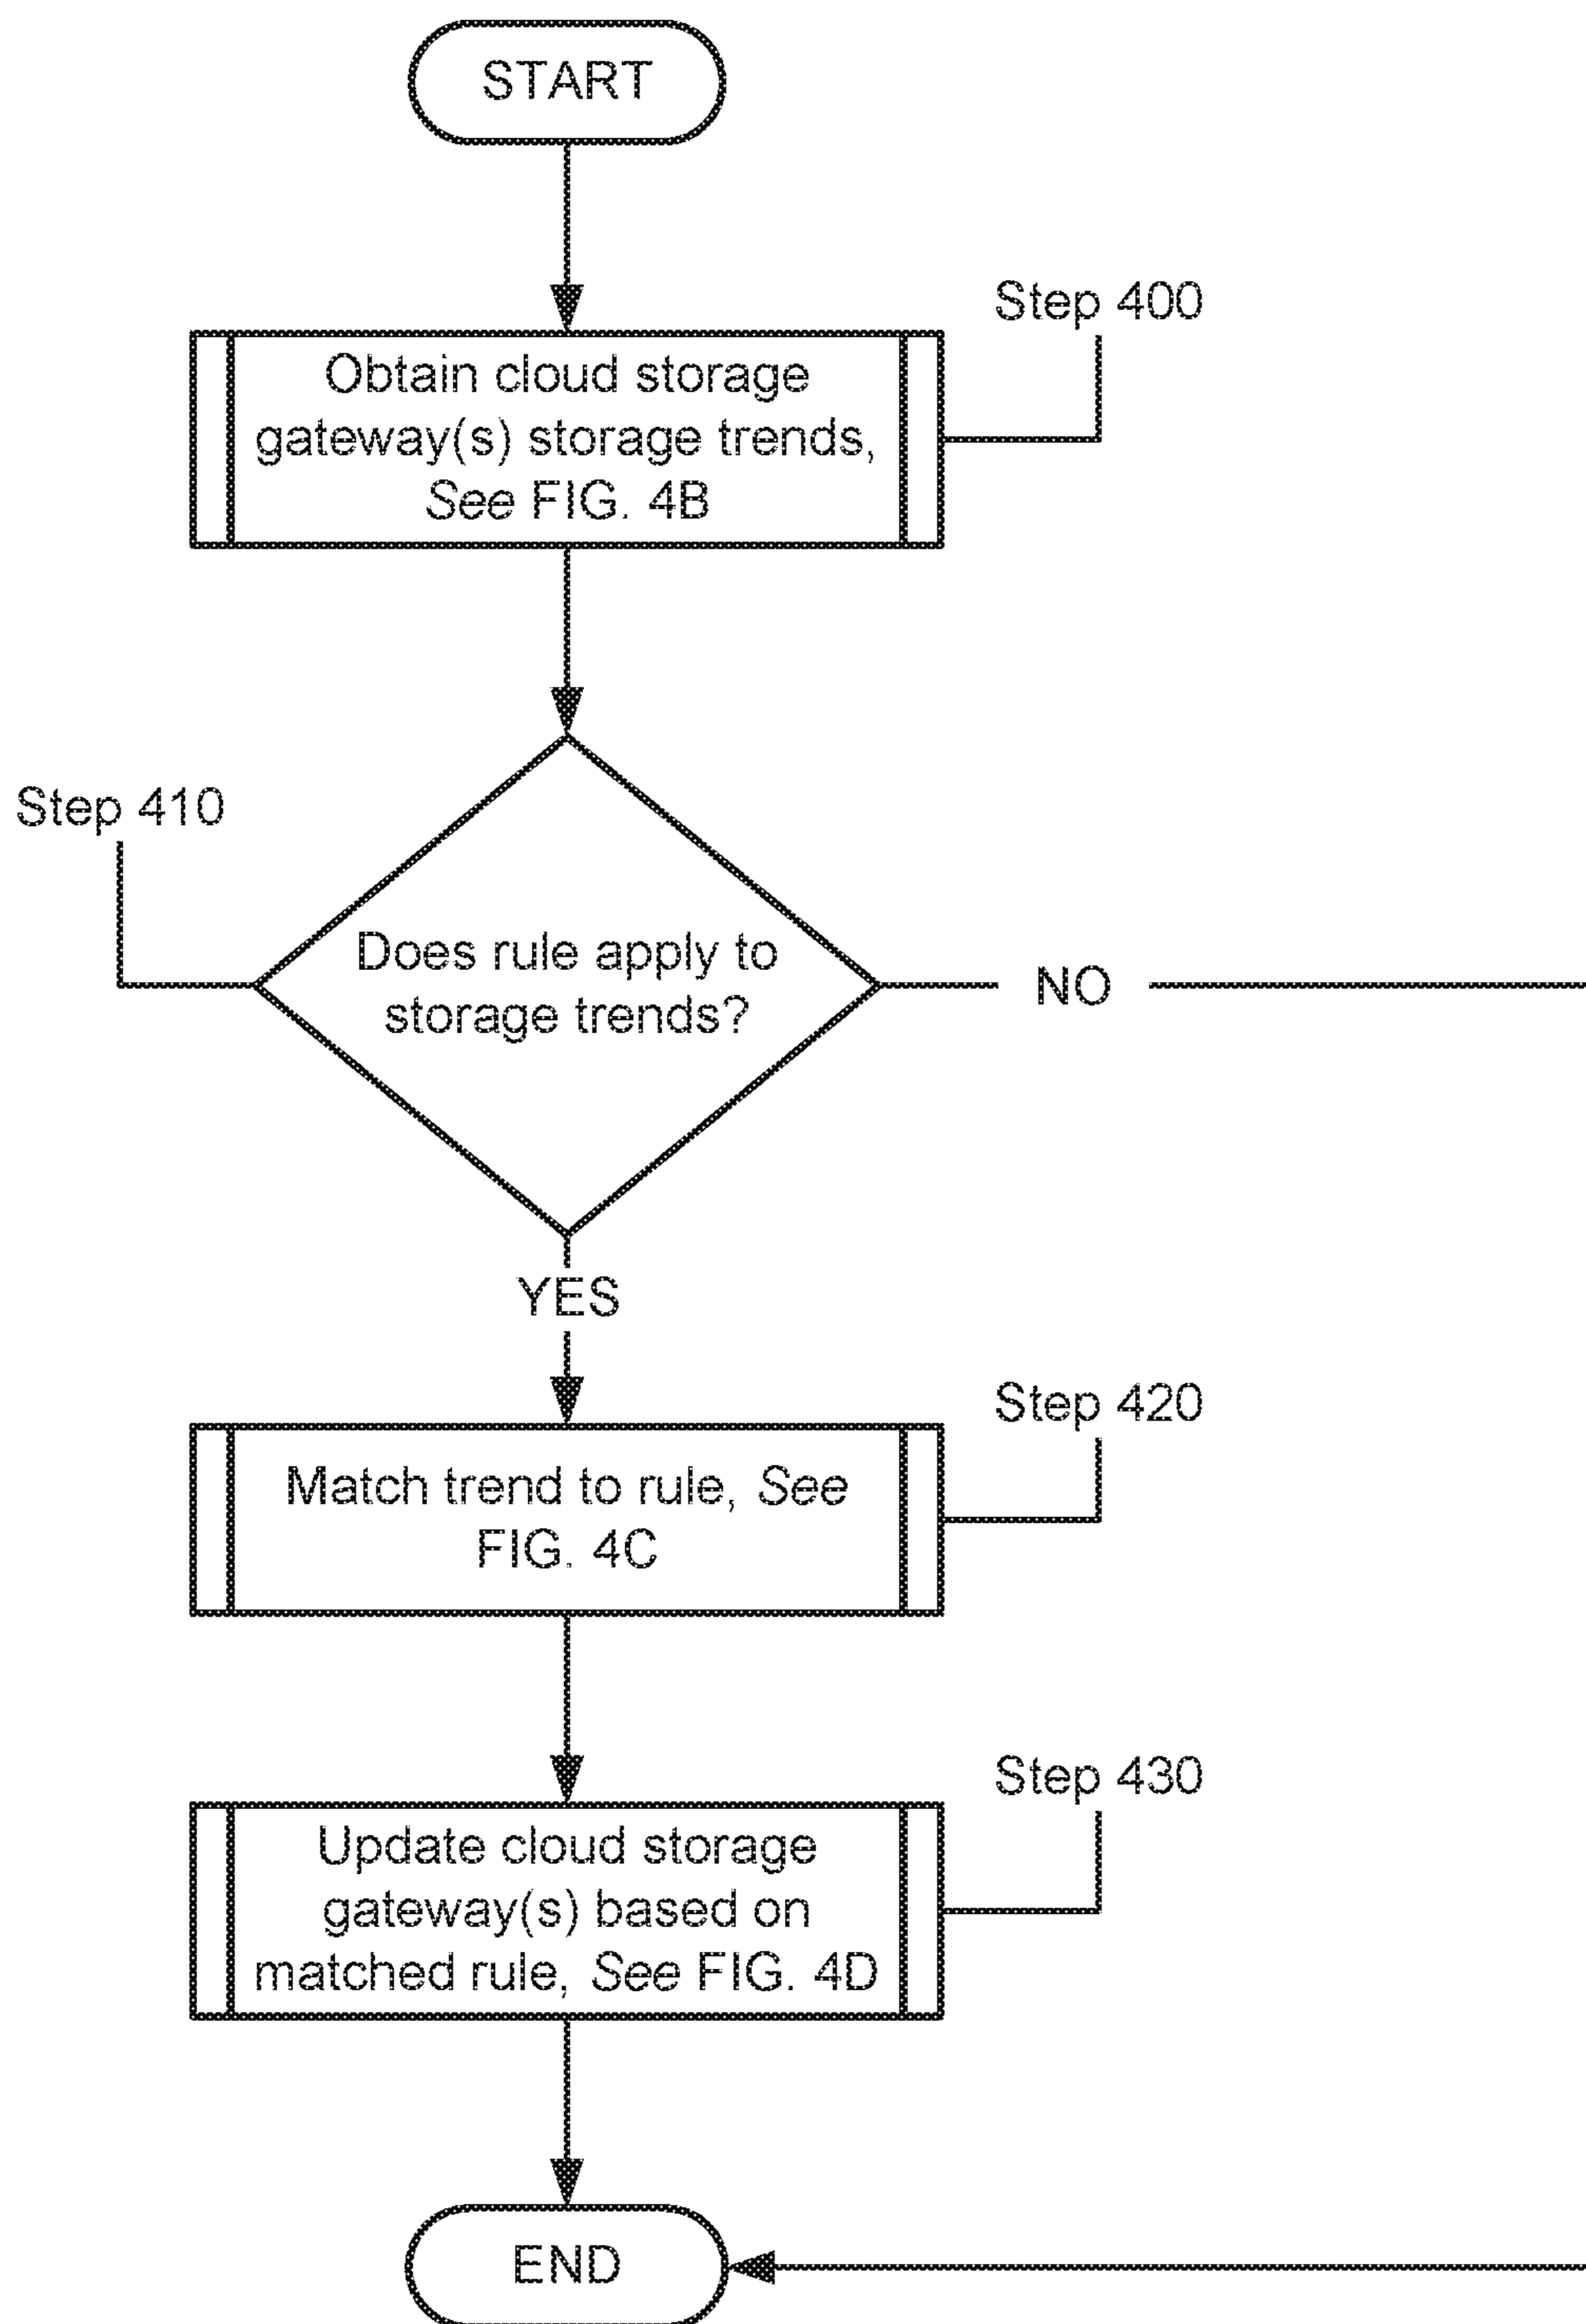 START
Step 400
Obtain cloud storage
gateway(s) storage trends,
See FIG. 4B
Step 410
Does rule apply to
storage trends?
NO
YES
Step 420
Match trend to rule, See
FIG. 4C
Step 430
Update cloud storage
gateway(s) based on
matched rule, See FIG. 4D
END